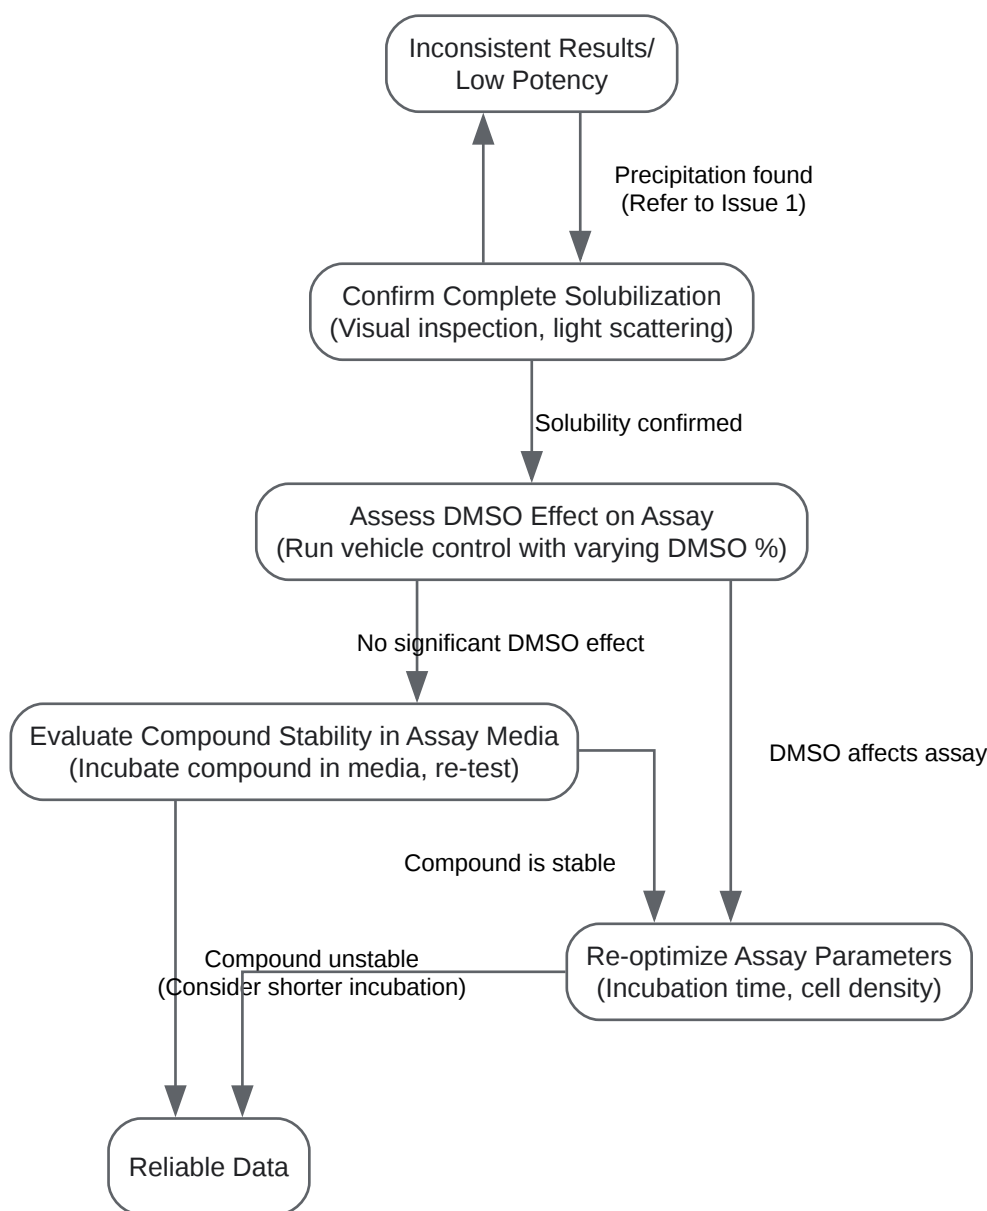 Inconsistent Results/
Low Potency
Precipitation found
(Refer to Issue 1)
Confirm Complete Solubilization
(Visual inspection, light scattering)
Solubility confirmed
Assess DMSO Effect on Assay
(Run vehicle control with varying DMSO %)
No significant DMSO effect
Evaluate Compound Stability in Assay Media
(Incubate compound in media, re-test)
DMSO affects assay
Compound is stable
Re-optimize Assay Parameters
(Incubation time, cell density)
Compound unstable
(Consider shorter incubation)
Reliable Data